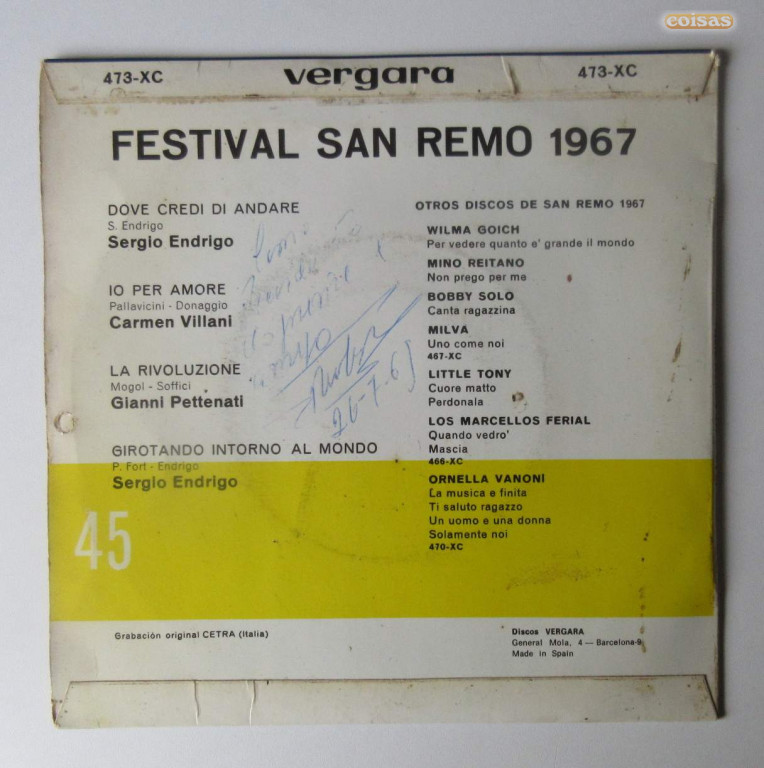 coisas
473-XC vergara 473-XC
FESTIVAL SAN REMO 1967
DOVE CREDI DI ANDARE
S. Endrigo
Sergio Endrigo
IO PER AMORE
Pallavicini - Donaggio
Carmen Villani
LA RIVOLUZIONE
Mogol - Soffici
Gianni Pettenati
GIROTANDO INTORNO AL MONDO
P. Fort - Endrigo
Sergio Endrigo
OTROS DISCOS DE SAN REMO 1967
WILMA GOICH
Per vedere quanto e' grande il mondo
MINO REITANO
Non prego per me
BOBBY SOLO
Canta ragazzina
MILVA
Uno come noi
467-XC
LITTLE TONY
Cuore matto
Perdonala
LOS MARCELLOS FERIAL
Quando vedro'
Mascia
466-XC
ORNELLA VANONI
La musica e finita
Ti saluto ragazzo
Un uomo e una donna
Solamente noi
470-XC
26-7-69
45
Grabación original CETRA (Italia)
Discos VERGARA
General Mola, 4 — Barcelona-9
Made in Spain